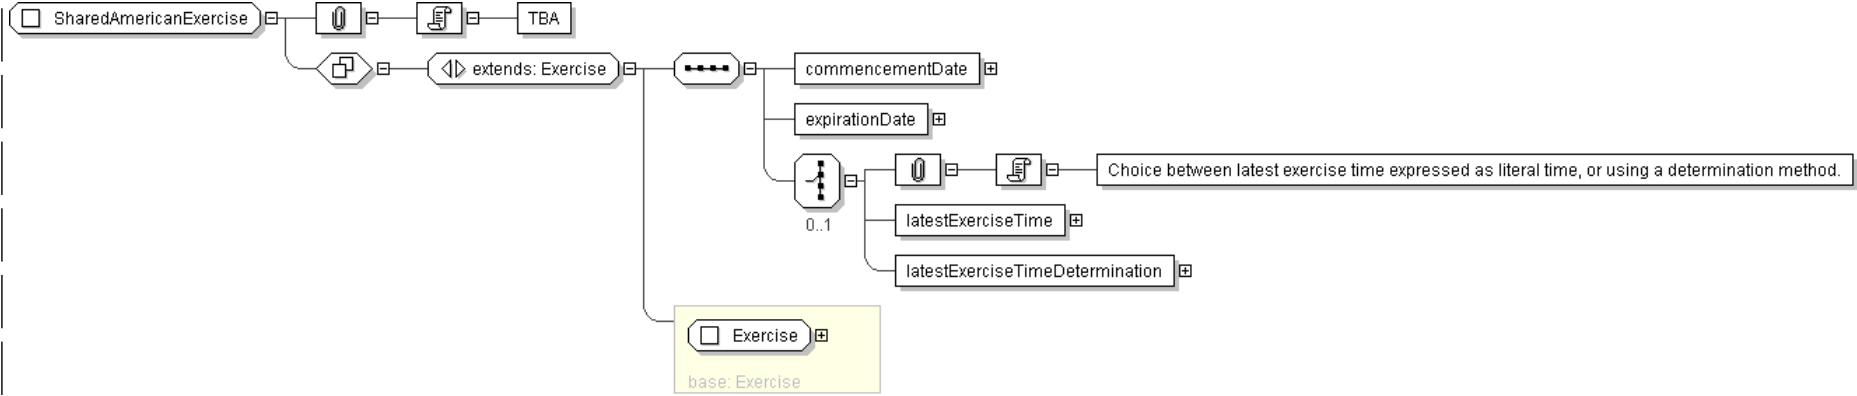 SharedAmericanExercise
TBA
extends: Exercise
commencementDate
expirationDate
0..1
Choice between latest exercise time expressed as literal time, or using a determination method.
latestExerciseTime
latestExerciseTimeDetermination
Exercise
base: Exercise